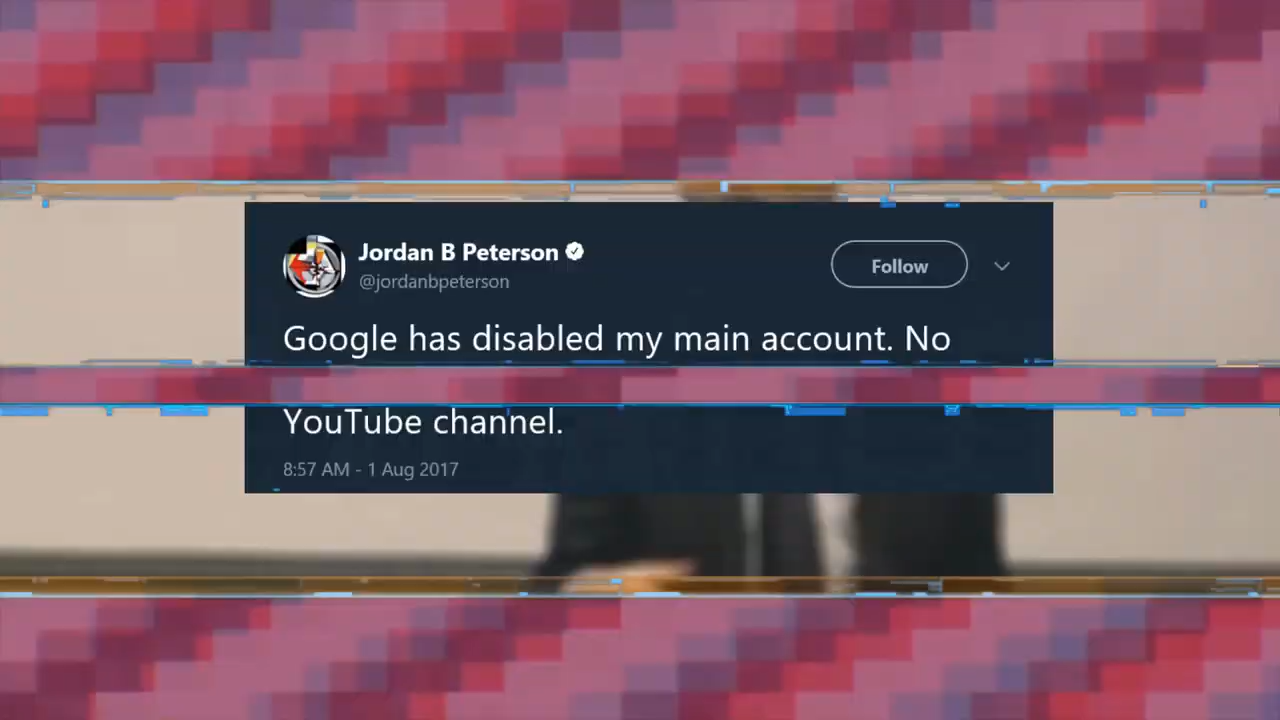 Jordan B Peterson
@jordanbpeterson
Follow
Google has disabled my main account. No
YouTube channel.
8:57 AM - 1 Aug 2017